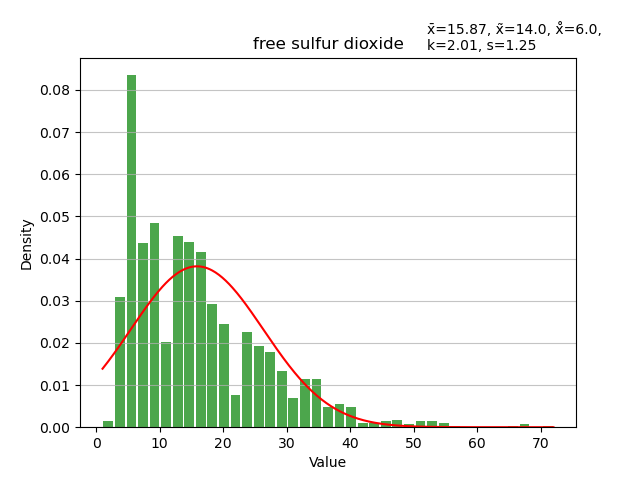 x̄=15.87, x̃=14.0, x̊=6.0,
k=2.01, s=1.25
free sulfur dioxide
0.08
0.07
0.06
0.05
0.04
0.03
0.02
0.01
0.00
Density
0 10 20 30 40 50 60 70
Value